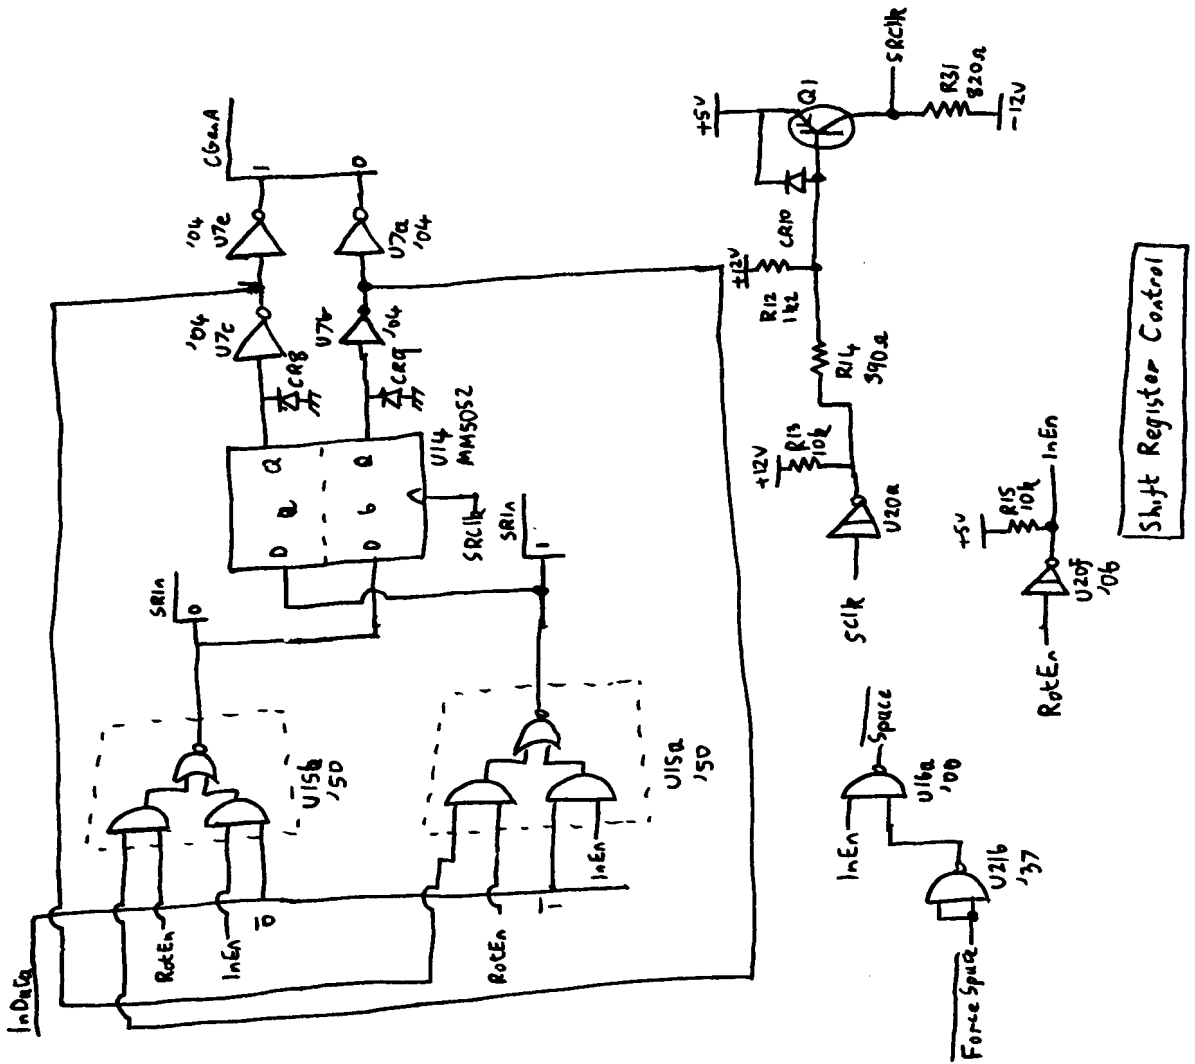 InData
RotEn
InEn
0
U15b
'50
RotEn
1
InEn
U15a
'50
SRIn
0
SRIn
1
D
a
Q
D
b
Q
SRClk
U14
MM5052
CR8
CR9
'04
U7c
U7b
'04
'04
U7e
U7a
'04
CGenA
1
0
SClk
U20a
+12V
R13
10k
R14
390Ω
+12V
R12
1k2
CR10
+5V
Q1
SRClk
R31
820Ω
-12V
Force Space
U21b
'37
InEn
U16a
'00
Space
RotEn
U20f
'06
+5V
R15
10k
InEn
Shift Register Control